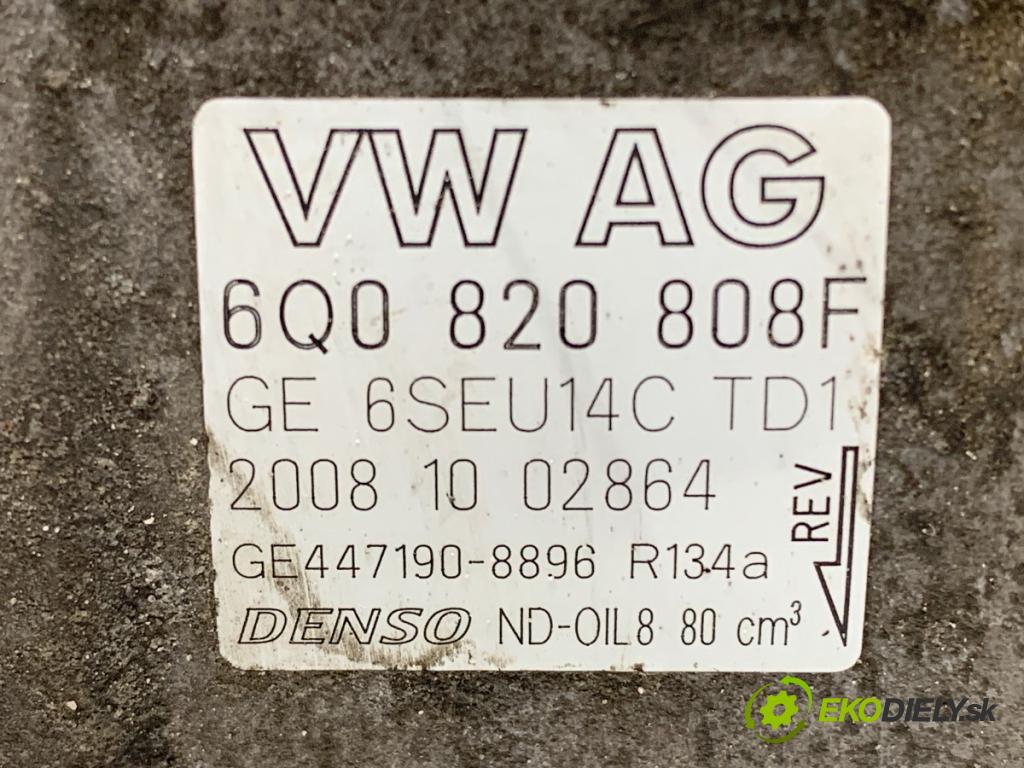 VW AG
6Q0 820 808F
GE 6SEU14C TD1
2008 10 02864
GE447190-8896 R134a
DENSO ND-OIL8 80 cm³
REV
EKODIELY.sk